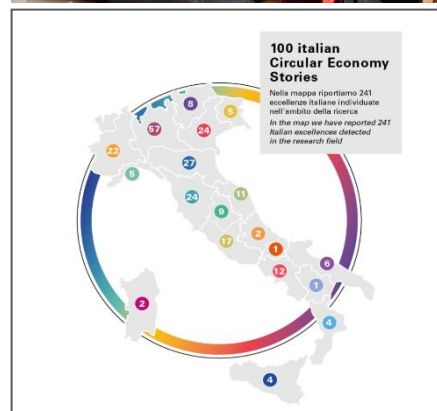 100 italian
Circular Economy
Stories
Nella mappa riportiamo 241
eccellenze italiane individuate
nell'ambito della ricerca
In the map we have reported 241
Italian excellences detected
in the research field
8
5
57
24
22
5
27
24
11
9
2
17
1
6
12
1
2
4
4